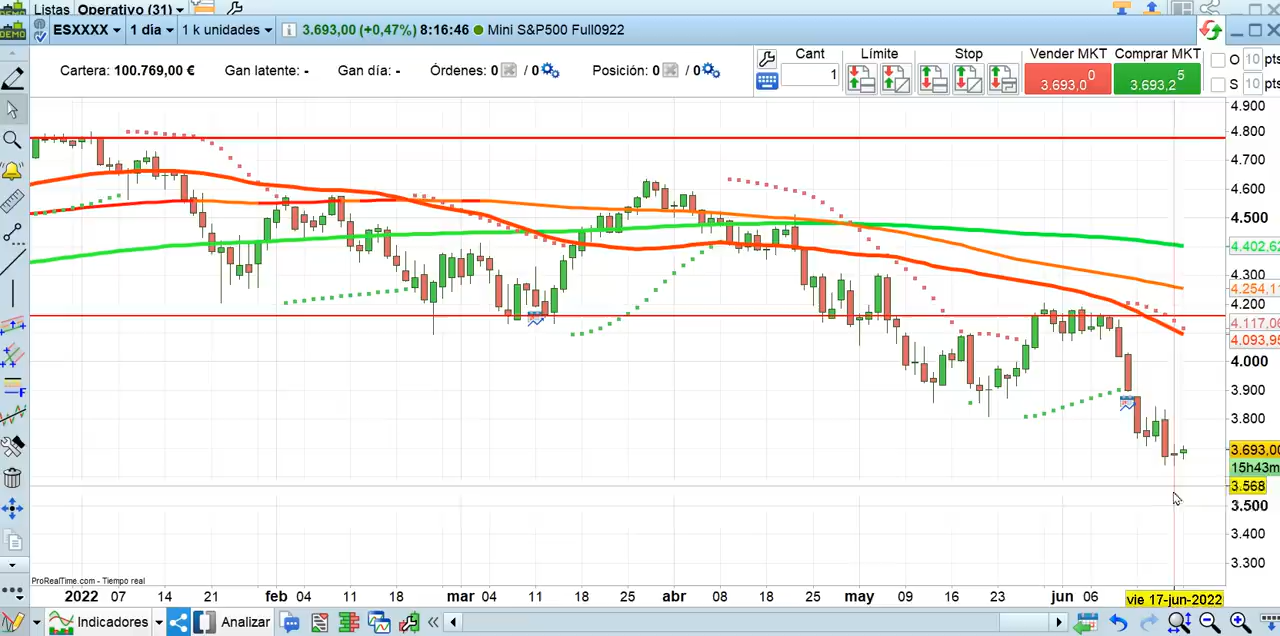 Listas Operativo (31)
DEMO
DEMO ESXXXX 1 día 1 k unidades 3.693,00 (+0,47%) 8:16:46 Mini S&P500 Full0922
Cant Límite Stop Vender MKT Comprar MKT O 10 pts
Cartera: 100.769,00 € Gan latente: - Gan día: - Órdenes: 0 / 0 Posición: 0 / 0 1 3.693,0 0 3.693,2 5 S 10 pts
4.900
4.800
4.700
4.600
4.500
4.402,62
4.300
4.254,11
4.200
4.117,06
4.093,95
4.000
3.900
3.800
3.693,00
15h43m
3.568
3.500
3.400
3.300
ProRealTime.com - Tiempo real
2022 07 14 21 feb 04 11 18 mar 04 11 18 25 abr 08 18 25 may 09 16 23 jun 06 vie 17-jun-2022
Indicadores Analizar